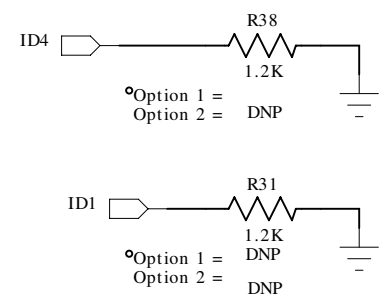 R38
ID4
1.2K
°Option 1 =
Option 2 = DNP
R31
ID1
1.2K
°Option 1 = DNP
Option 2 = DNP